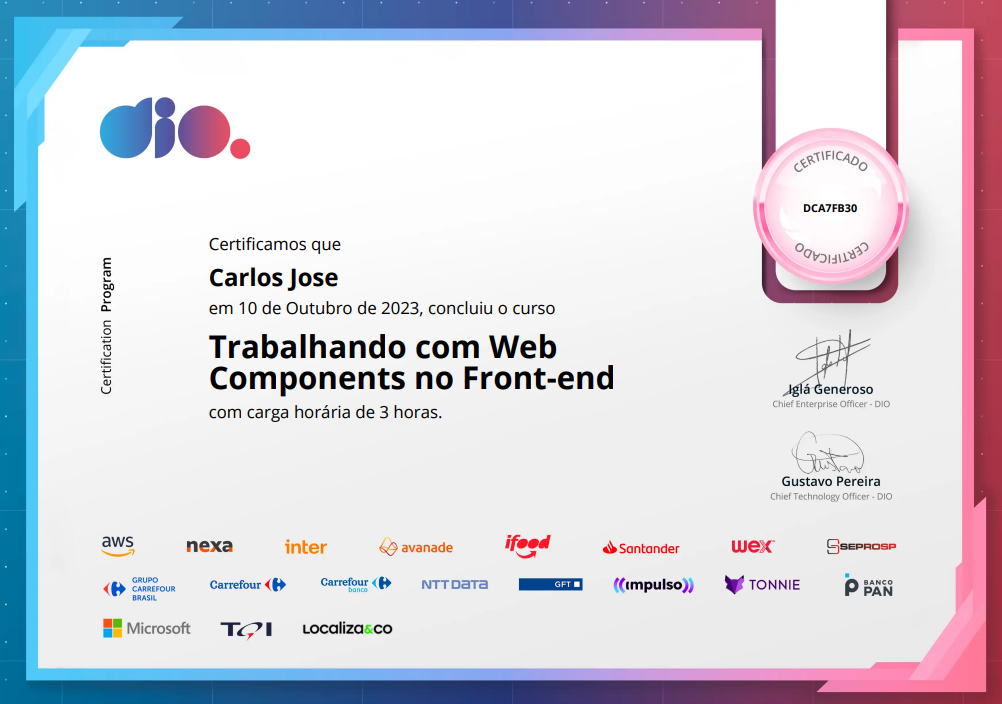 dio.
CERTIFICADO
DCA7FB30
CERTIFICADO
Certification Program
Certificamos que
Carlos Jose
em 10 de Outubro de 2023, concluiu o curso
Trabalhando com Web
Components no Front-end
com carga horária de 3 horas.
Iglá Generoso
Chief Enterprise Officer - DIO
Gustavo Pereira
Chief Technology Officer - DIO
aws nexa inter avanade ifood Santander wex SEPROSP
GRUPO CARREFOUR BRASIL Carrefour Carrefour banco NTT DATA GFT impulso TONNIE BANCO PAN
Microsoft TQI LOCALIZA&CO